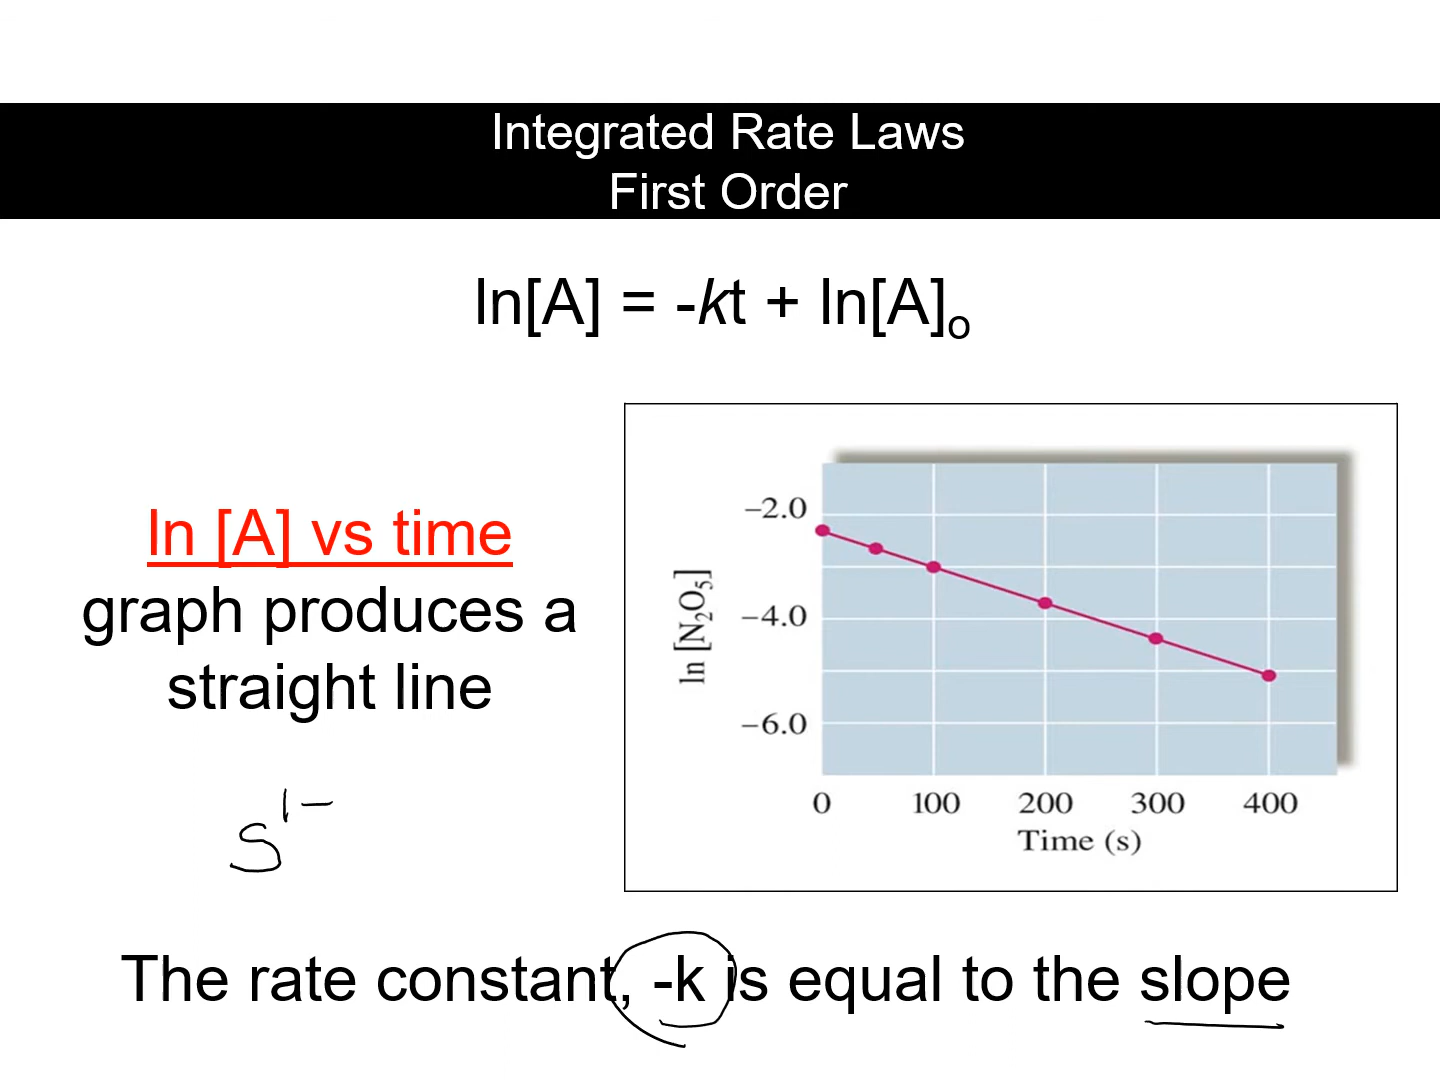 Integrated Rate Laws
First Order
ln[A] = -kt + ln[A]o
ln [A] vs time
graph produces a
straight line
s1-
ln [N2O5]
–2.0
–4.0
–6.0
0 100 200 300 400
Time (s)
The rate constant, -k is equal to the slope